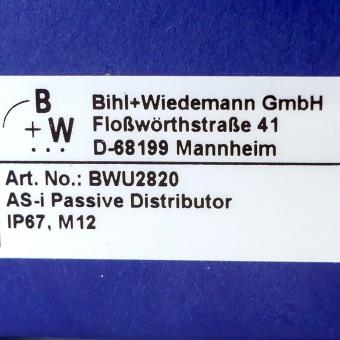 B
+W
...
Bihl+Wiedemann GmbH
Floßwörthstraße 41
D-68199 Mannheim
Art. No.: BWU2820
AS-i Passive Distributor
IP67, M12